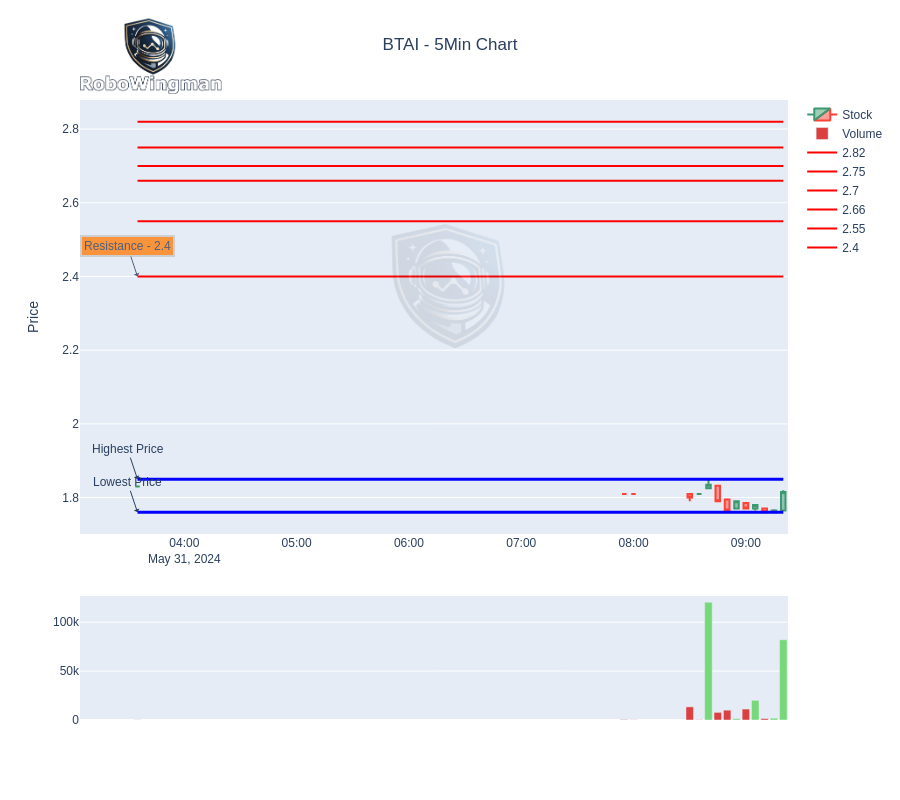 BTAI - 5Min Chart
RoboWingman
Stock
Volume
2.82
2.75
2.7
2.66
2.55
2.4
Price
2.8
2.6
2.4
2.2
2
1.8
Resistance - 2.4
Highest Price
Lowest Price
04:00
05:00
06:00
07:00
08:00
09:00
May 31, 2024
100k
50k
0